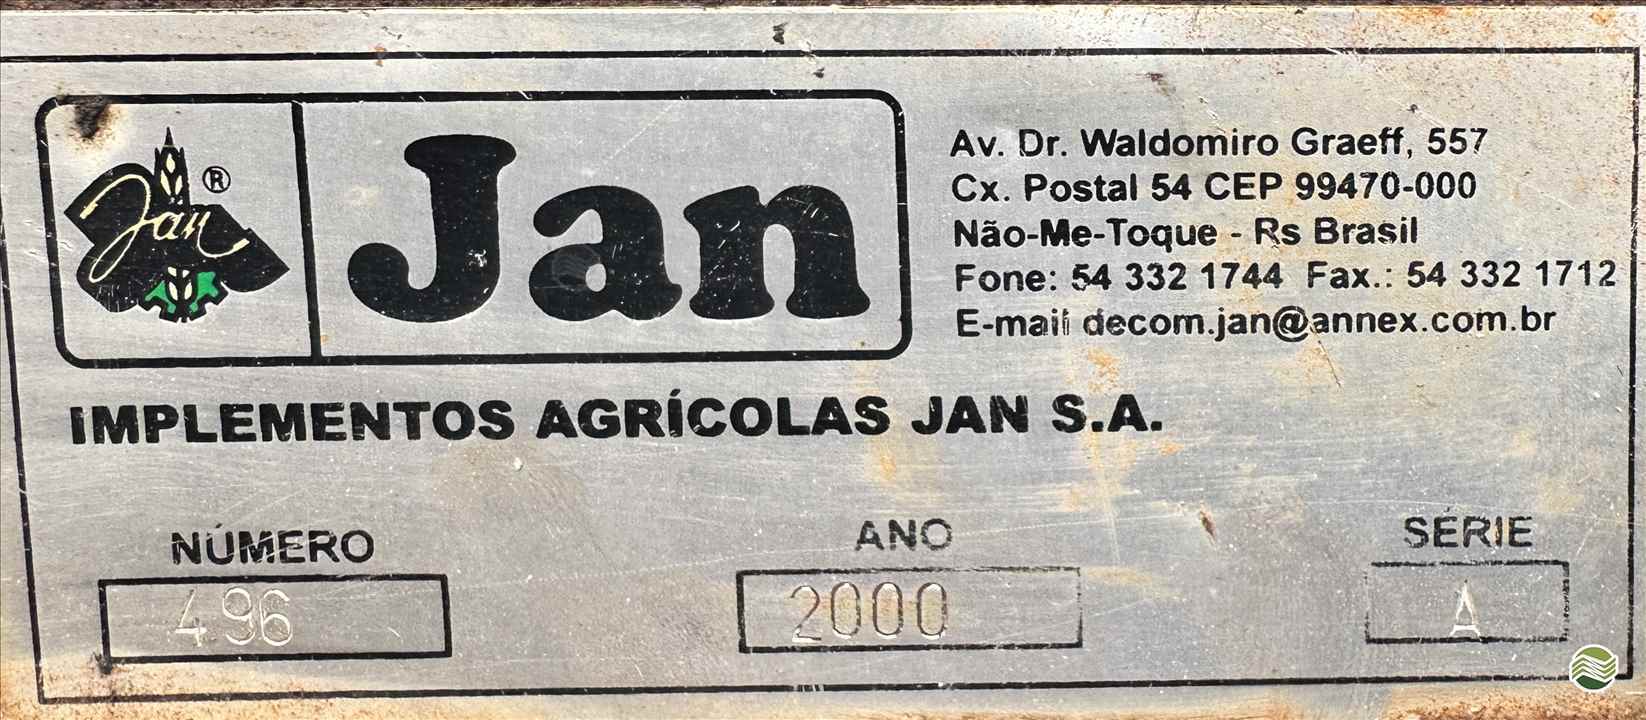 Jan ®
Jan
Av. Dr. Waldomiro Graeff, 557
Cx. Postal 54 CEP 99470-000
Não-Me-Toque - Rs Brasil
Fone: 54 332 1744 Fax.: 54 332 1712
E-mail decom.jan@annex.com.br
IMPLEMENTOS AGRÍCOLAS JAN S.A.
NÚMERO ANO SÉRIE
496 2000 A